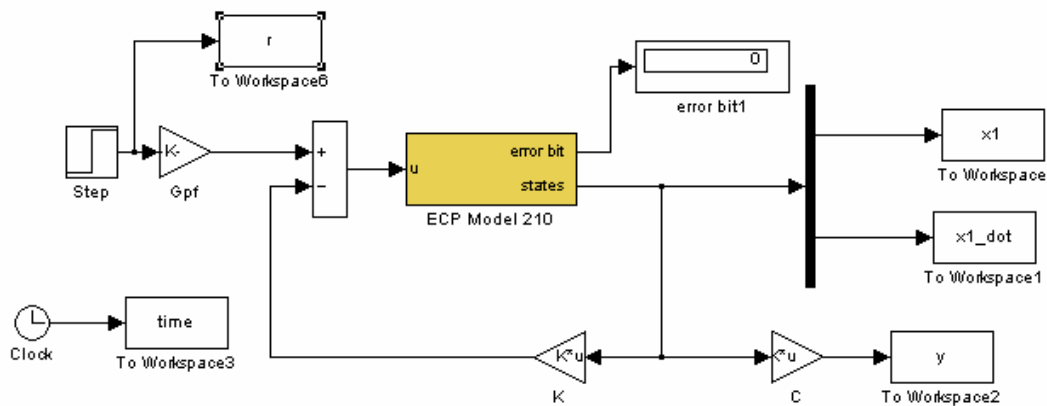 r
To Workspace6
0
error bit1
Step
K-
Gpf
+
−
u
error bit
states
ECP Model 210
x1
To Workspace
x1_dot
To Workspace1
Clock
time
To Workspace3
K*u
K
K*u
C
y
To Workspace2